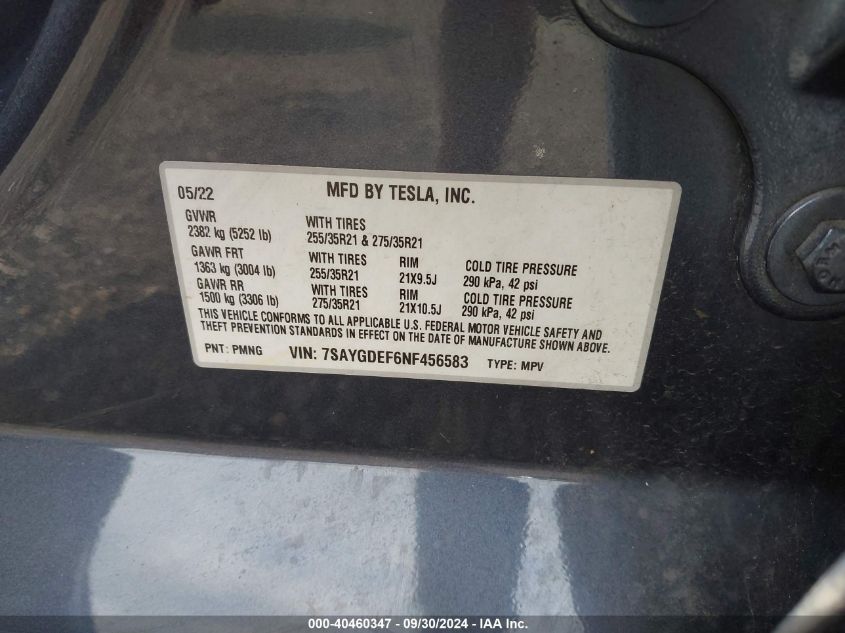 05/22 MFD BY TESLA, INC.
GVWR
2382 kg (5252 lb)
WITH TIRES
255/35R21 & 275/35R21
GAWR FRT
1363 kg (3004 lb)
WITH TIRES
255/35R21
RIM
21X9.5J
COLD TIRE PRESSURE
290 kPa, 42 psi
GAWR RR
1500 kg (3306 lb)
WITH TIRES
275/35R21
RIM
21X10.5J
COLD TIRE PRESSURE
290 kPa, 42 psi
THIS VEHICLE CONFORMS TO ALL APPLICABLE U.S. FEDERAL MOTOR VEHICLE SAFETY AND
THEFT PREVENTION STANDARDS IN EFFECT ON THE DATE OF MANUFACTURE SHOWN ABOVE.
PNT: PMNG VIN: 7SAYGDEF6NF456583 TYPE: MPV
000-40460347 - 09/30/2024 - IAA Inc.